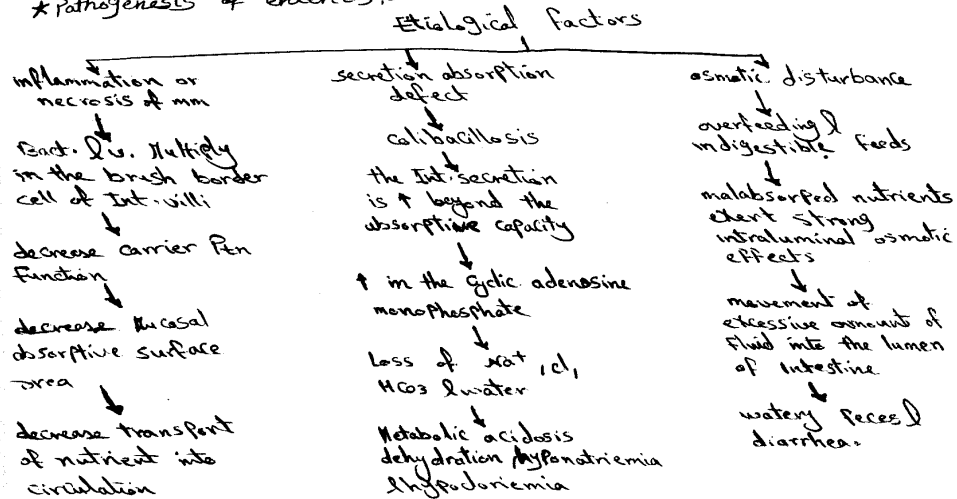 * Pathogenesis of
Etiological Factors
inflammation or
necrosis of mm
Bact. & v. Multiply
in the brush border
cell of Int. villi
decrease carrier Ptn
function
decrease Mucosal
absorptive surface
area
decrease transport
of nutrient into
circulation
secretion absorption
defect
colibacillosis
the Int. secretion
is ↑ beyond the
absorptive capacity
↑ in the Cyclic adenosine
monophosphate
Loss of Na+, cl,
HCO3 & water
Metabolic acidosis
dehydration, hyponatriemia
& hypocloriemia
osmotic disturbance
overfeeding &
indigestible feeds
malabsorped nutrients
exert strong
intraluminal osmotic
effects
movement of
excessive amount of
fluid into the lumen
of intestine
watery feces &
diarrhea.